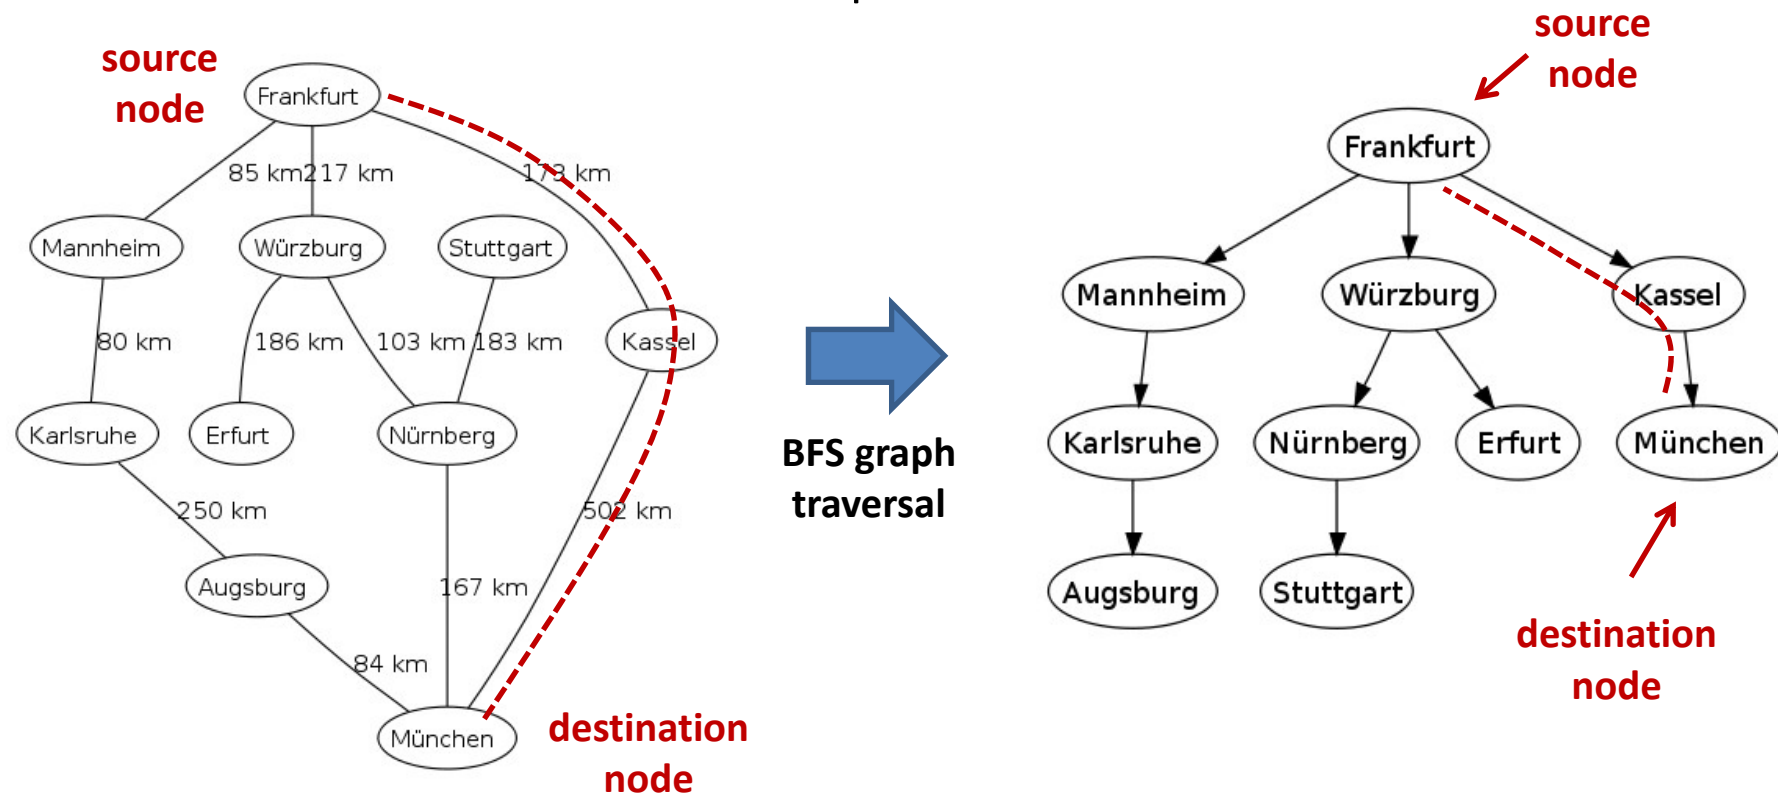 source
node
Frankfurt
85 km
217 km
173 km
Mannheim
Würzburg
Stuttgart
80 km
186 km
103 km
183 km
Kassel
Karlsruhe
Erfurt
Nürnberg
250 km
502 km
Augsburg
167 km
84 km
München
destination
node
BFS graph
traversal
source
node
Frankfurt
Mannheim
Würzburg
Kassel
Karlsruhe
Nürnberg
Erfurt
München
Augsburg
Stuttgart
destination
node